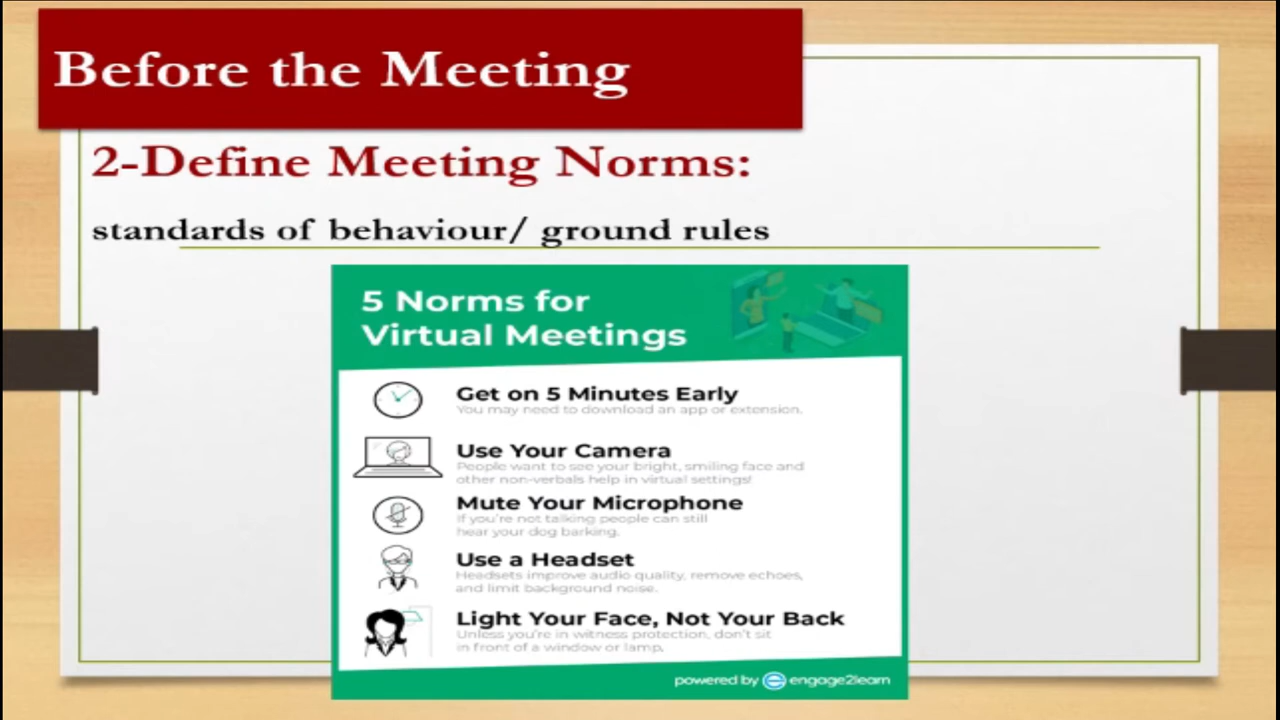 Before the Meeting
2-Define Meeting Norms:
standards of behaviour/ ground rules
5 Norms for
Virtual Meetings
Get on 5 Minutes Early
You may need to download an app or extension.
Use Your Camera
People want to see your bright, smiling face and
other non-verbals help in virtual settings!
Mute Your Microphone
If you're not talking people can still
hear your dog barking.
Use a Headset
Headsets improve audio quality, remove echoes,
and limit background noise.
Light Your Face, Not Your Back
Unless you're in witness protection, don't sit
in front of a window or lamp.
powered by engage2learn